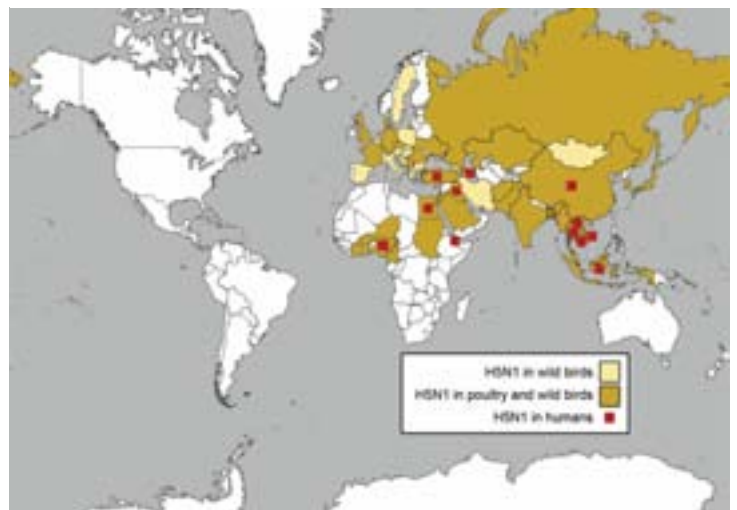 H5N1 in wild birds
H5N1 in poultry and wild birds
H5N1 in humans